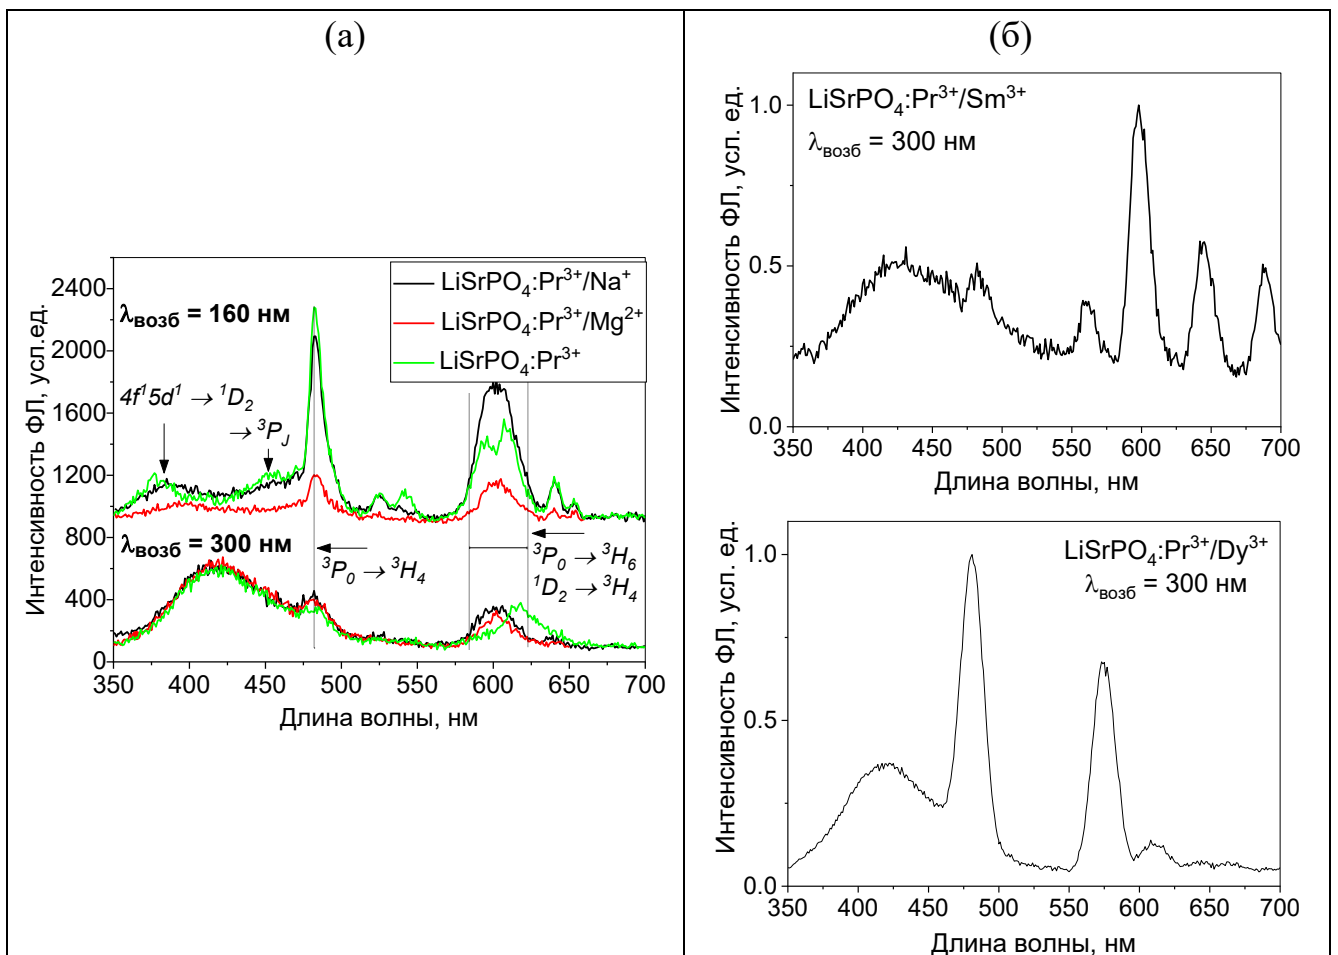 (а)
2400
2000
1600
1200
800
400
0
350 400 450 500 550 600 650 700
Интенсивность ФЛ, усл.ед.
Длина волны, нм
LiSrPO₄:Pr³⁺/Na⁺
LiSrPO₄:Pr³⁺/Mg²⁺
LiSrPO₄:Pr³⁺
λвозб = 160 нм
4f¹5d¹ → ¹D₂
→ ³P_J
λвозб = 300 нм
³P₀ → ³H₄
³P₀ → ³H₆
¹D₂ → ³H₄
(б)
LiSrPO₄:Pr³⁺/Sm³⁺
λвозб = 300 нм
1.0
0.5
0.0
350 400 450 500 550 600 650 700
Интенсивность ФЛ, усл. ед.
Длина волны, нм
LiSrPO₄:Pr³⁺/Dy³⁺
λвозб = 300 нм
1.0
0.5
0.0
350 400 450 500 550 600 650 700
Интенсивность ФЛ, усл. ед.
Длина волны, нм